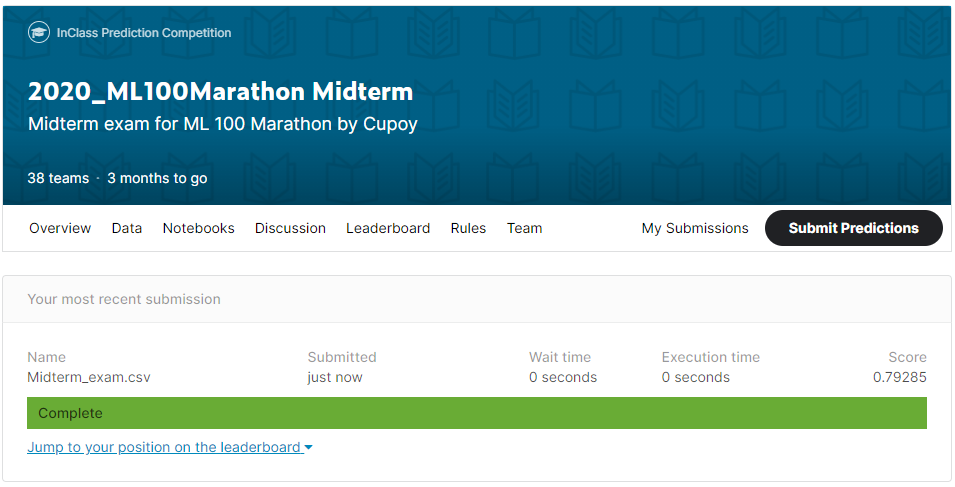 InClass Prediction Competition
2020_ML100Marathon Midterm
Midterm exam for ML 100 Marathon by Cupoy
38 teams · 3 months to go
Overview Data Notebooks Discussion Leaderboard Rules Team My Submissions Submit Predictions
Your most recent submission
Name Submitted Wait time Execution time Score
Midterm_exam.csv just now 0 seconds 0 seconds 0.79285
Complete
Jump to your position on the leaderboard